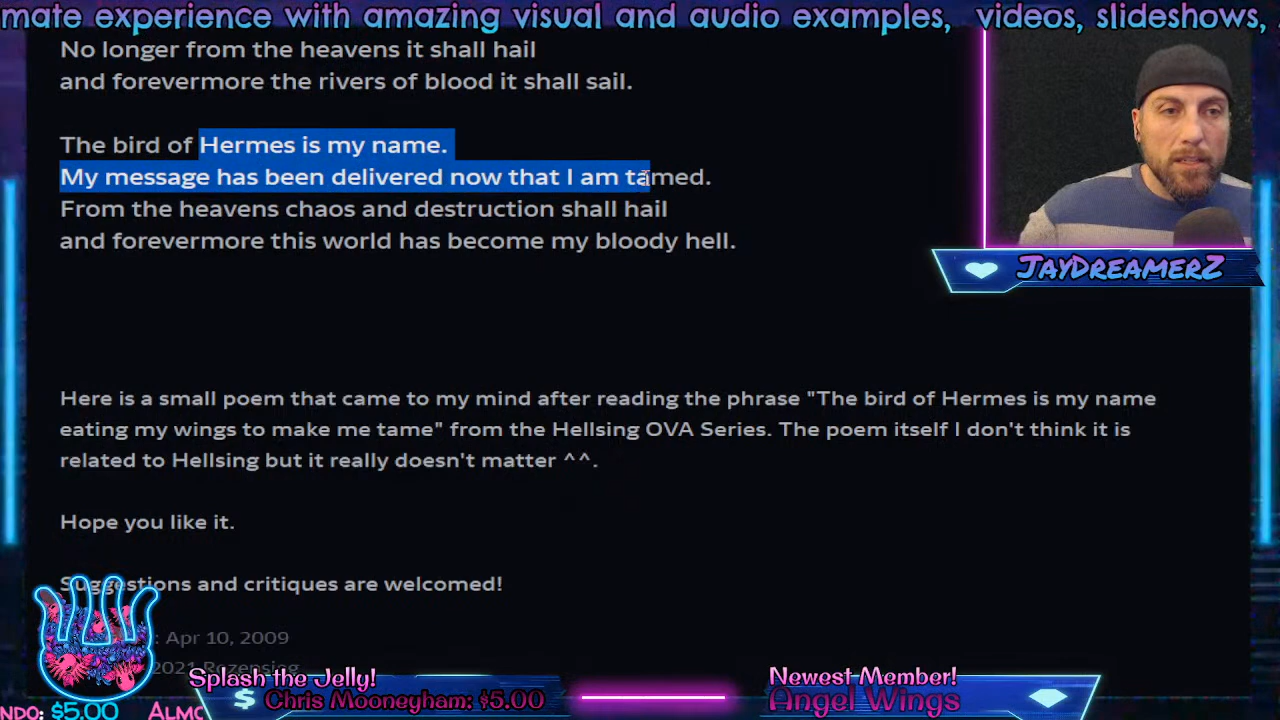 mate experience with amazing visual and audio examples, videos, slideshows,
No longer from the heavens it shall hail
and forevermore the rivers of blood it shall sail.
The bird of Hermes is my name.
My message has been delivered now that I am tamed.
From the heavens chaos and destruction shall hail
and forevermore this world has become my bloody hell.
JayDreamerZ
Here is a small poem that came to my mind after reading the phrase "The bird of Hermes is my name
eating my wings to make me tame" from the Hellsing OVA Series. The poem itself I don't think it is
related to Hellsing but it really doesn't matter ^^.
Hope you like it.
Suggestions and critiques are welcomed!
: Apr 10, 2009
2021 Rozensing
Splash the Jelly!
$ Chris Mooneyham: $5.00
Newest Member!
Angel Wings
NDO: $5.00 ALMO